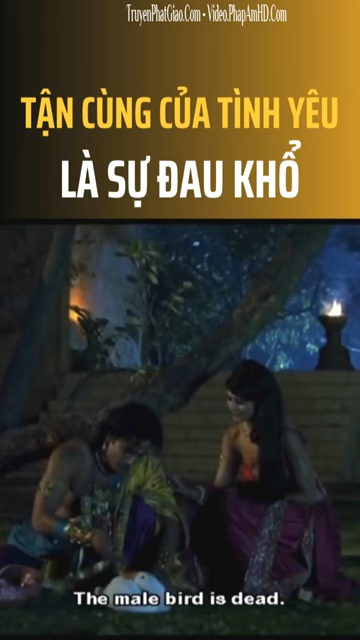 TruyenPhatGiao.Com - Video.PhapAmHD.Com
TẬN CÙNG CỦA TÌNH YÊU
LÀ SỰ ĐAU KHỔ
The male bird is dead.